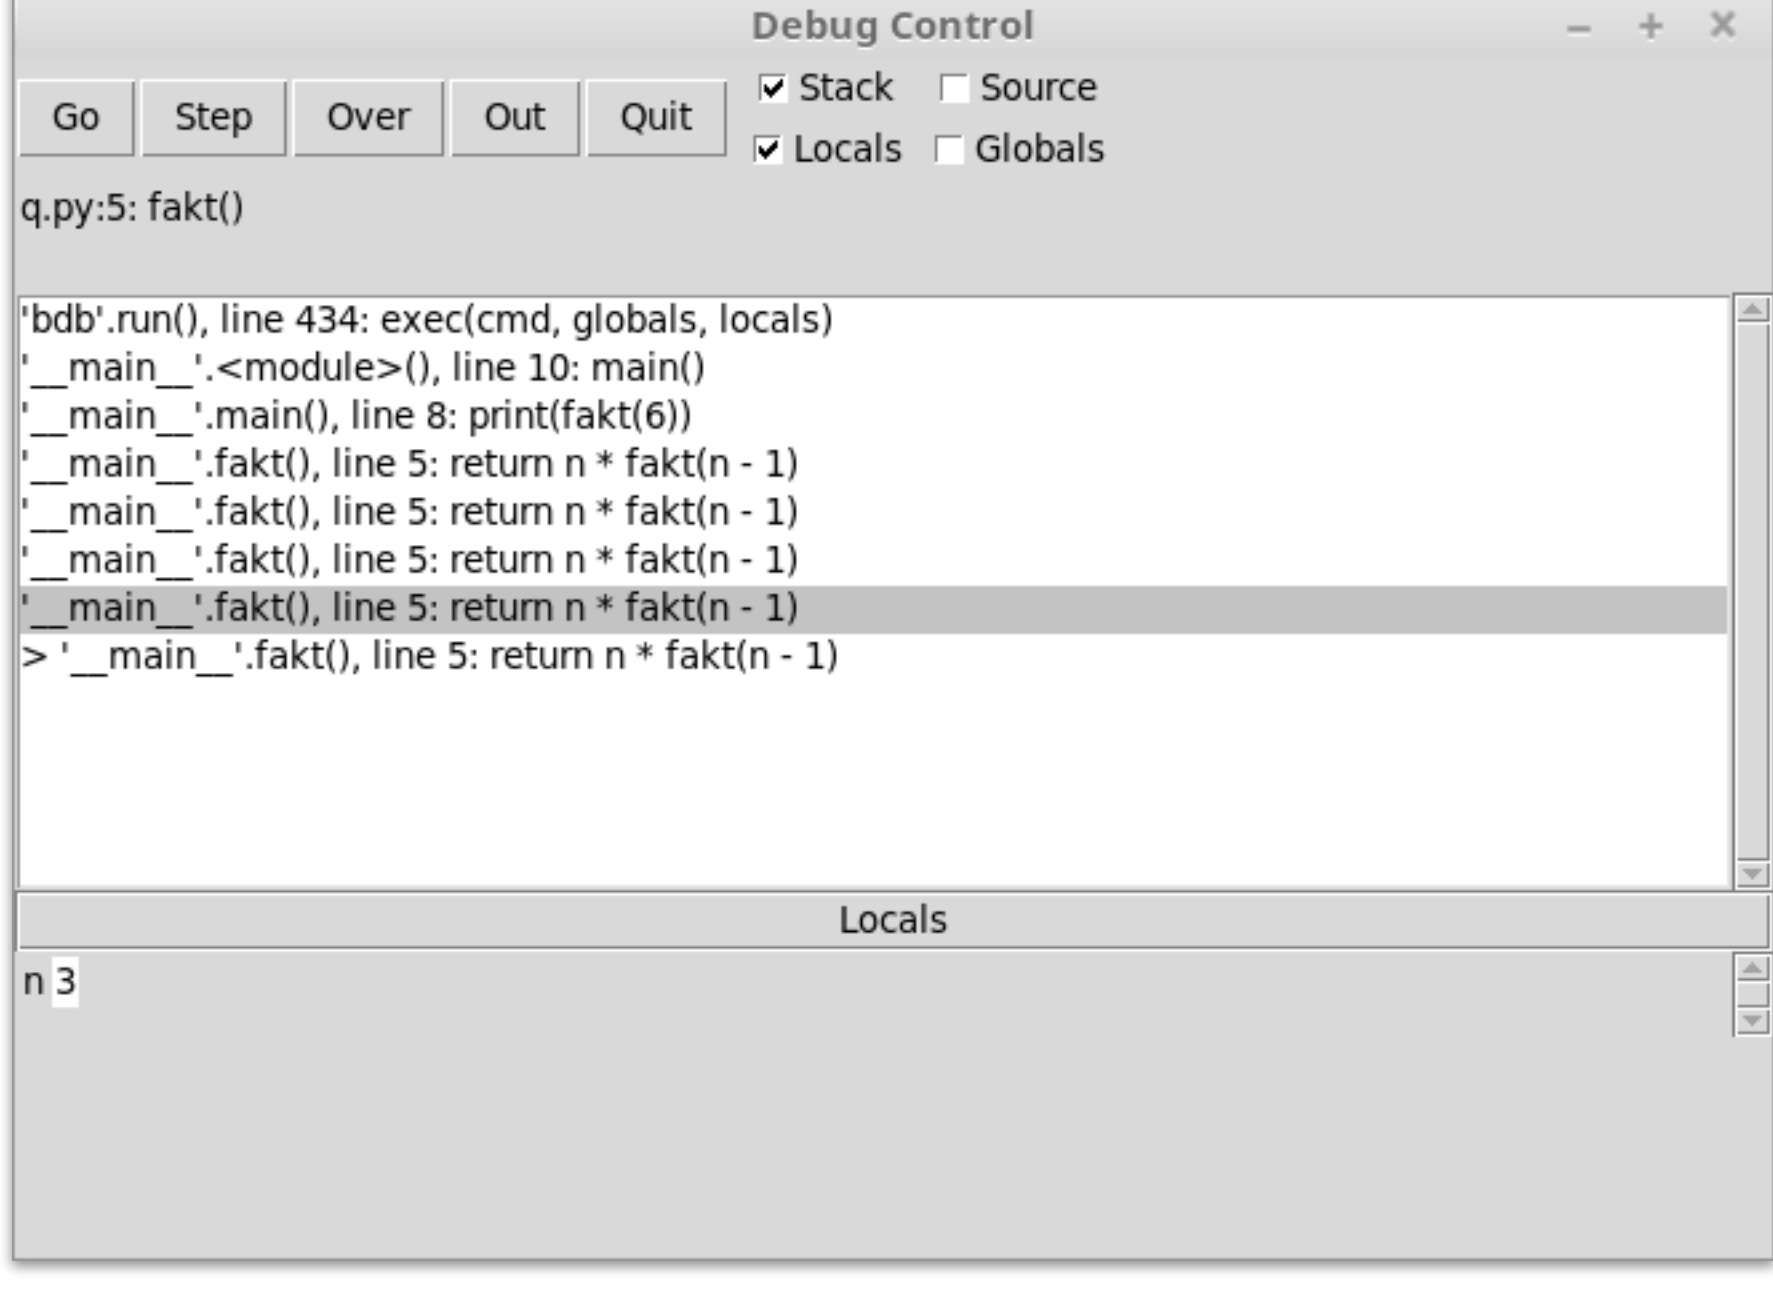 Debug Control
Go Step Over Out Quit
Stack Source
Locals Globals
q.py:5: fakt()
'bdb'.run(), line 434: exec(cmd, globals, locals)
'__main__'.<module>(), line 10: main()
'__main__'.main(), line 8: print(fakt(6))
'__main__'.fakt(), line 5: return n * fakt(n - 1)
'__main__'.fakt(), line 5: return n * fakt(n - 1)
'__main__'.fakt(), line 5: return n * fakt(n - 1)
'__main__'.fakt(), line 5: return n * fakt(n - 1)
> '__main__'.fakt(), line 5: return n * fakt(n - 1)
Locals
n 3